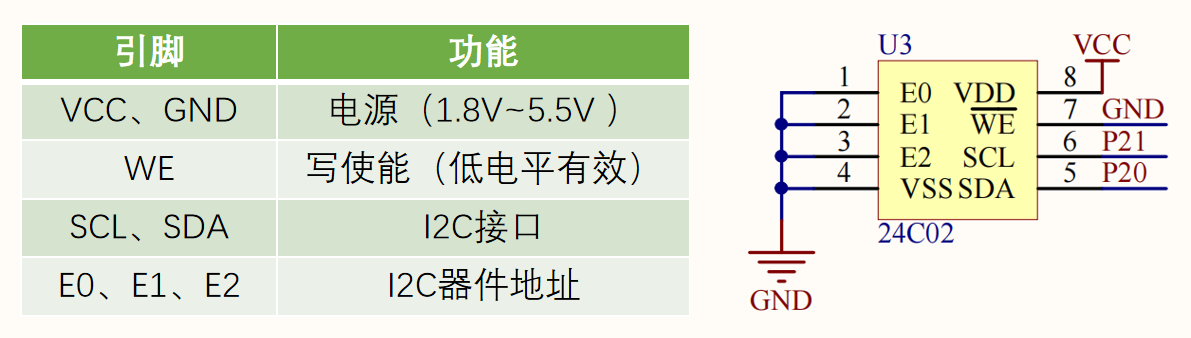 引脚 功能
VCC、GND 电源（1.8V~5.5V ）
WE 写使能（低电平有效）
SCL、SDA I2C接口
E0、E1、E2 I2C器件地址
U3 VCC
1 E0 VDD 8
2 E1 WE 7 GND
3 E2 SCL 6 P21
4 VSS SDA 5 P20
24C02
GND